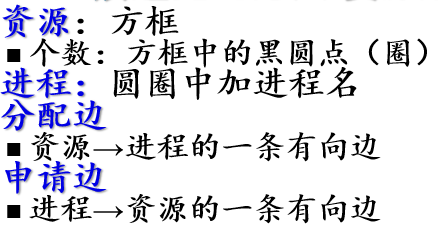 资源：方框
■个数：方框中的黑圆点（圈）
进程：圆圈中加进程名
分配边
■资源→进程的一条有向边
申请边
■进程→资源的一条有向边